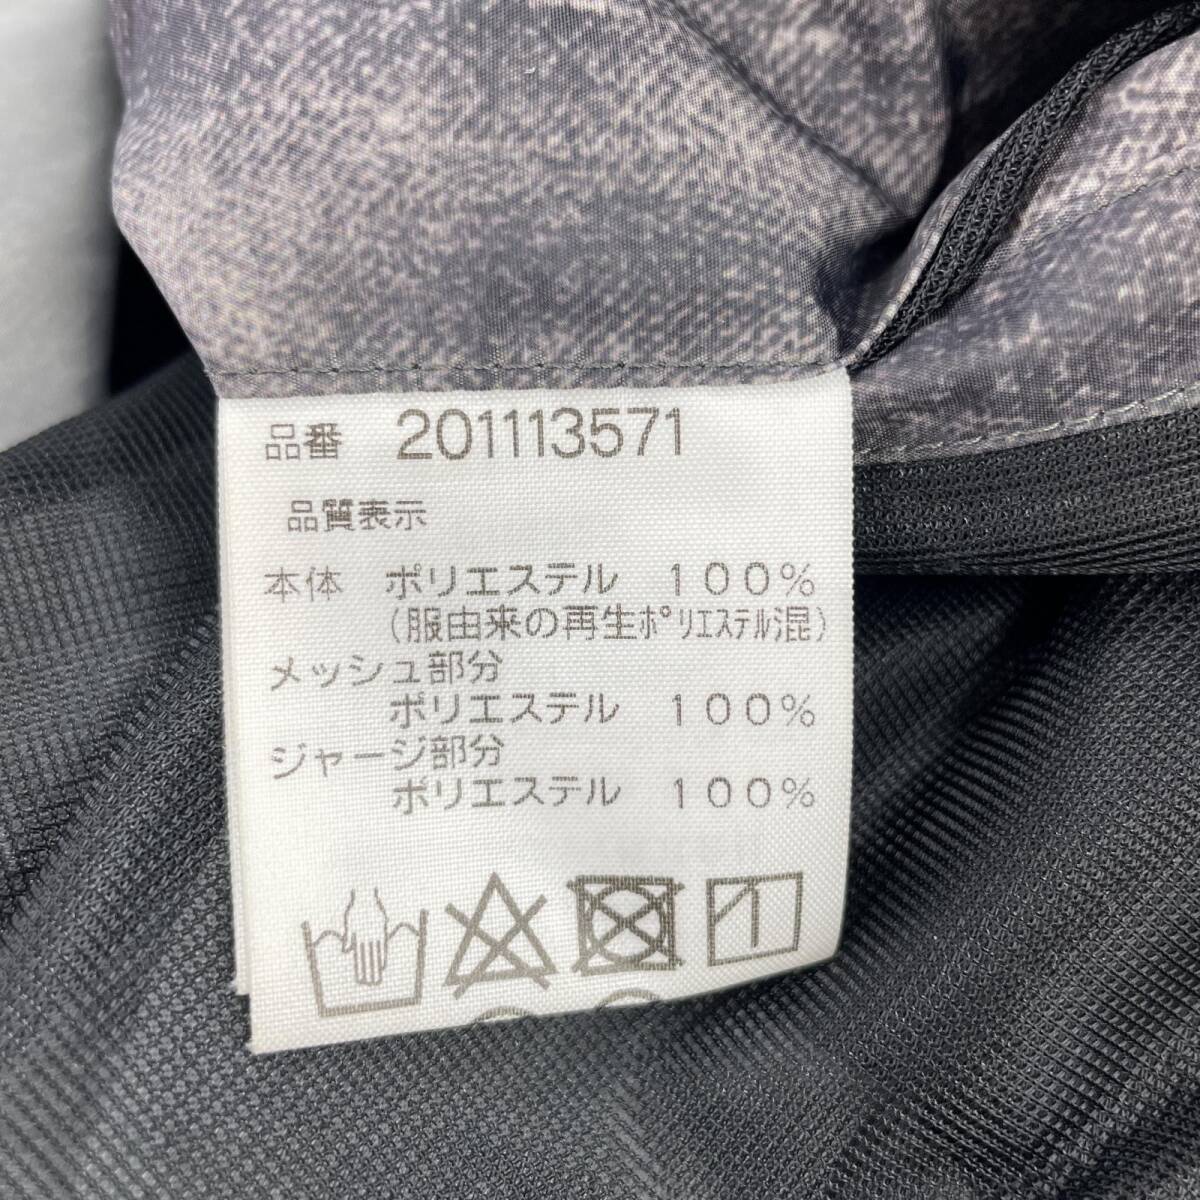 品番 201113571
品質表示
本体 ポリエステル 100%
(服由来の再生ﾎﾟﾘｴｽﾃﾙ混)
メッシュ部分
ポリエステル 100%
ジャージ部分
ポリエステル 100%